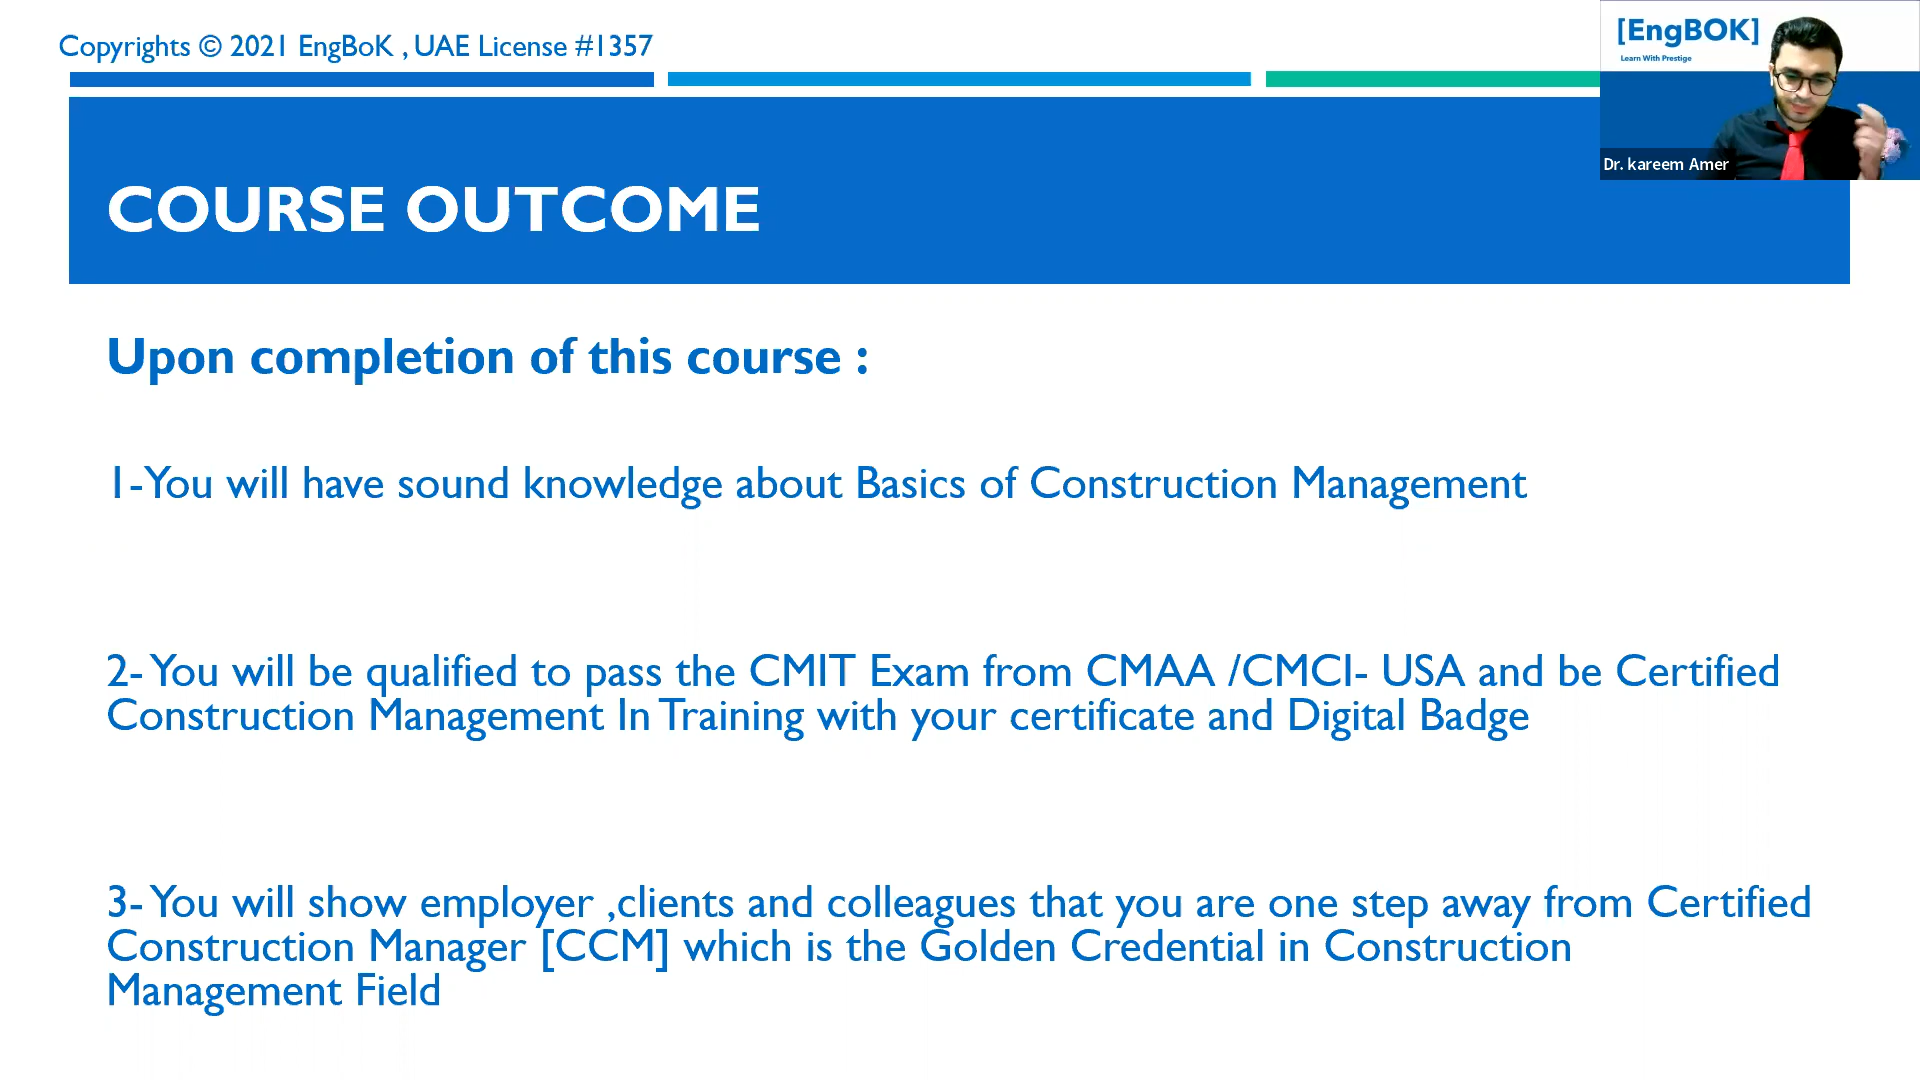 Copyrights © 2021 EngBoK , UAE License #1357
[EngBOK]
Learn With Prestige
Dr. kareem Amer
COURSE OUTCOME
Upon completion of this course :
1-You will have sound knowledge about Basics of Construction Management
2- You will be qualified to pass the CMIT Exam from CMAA /CMCI- USA and be Certified
Construction Management In Training with your certificate and Digital Badge
3- You will show employer ,clients and colleagues that you are one step away from Certified
Construction Manager [CCM] which is the Golden Credential in Construction
Management Field